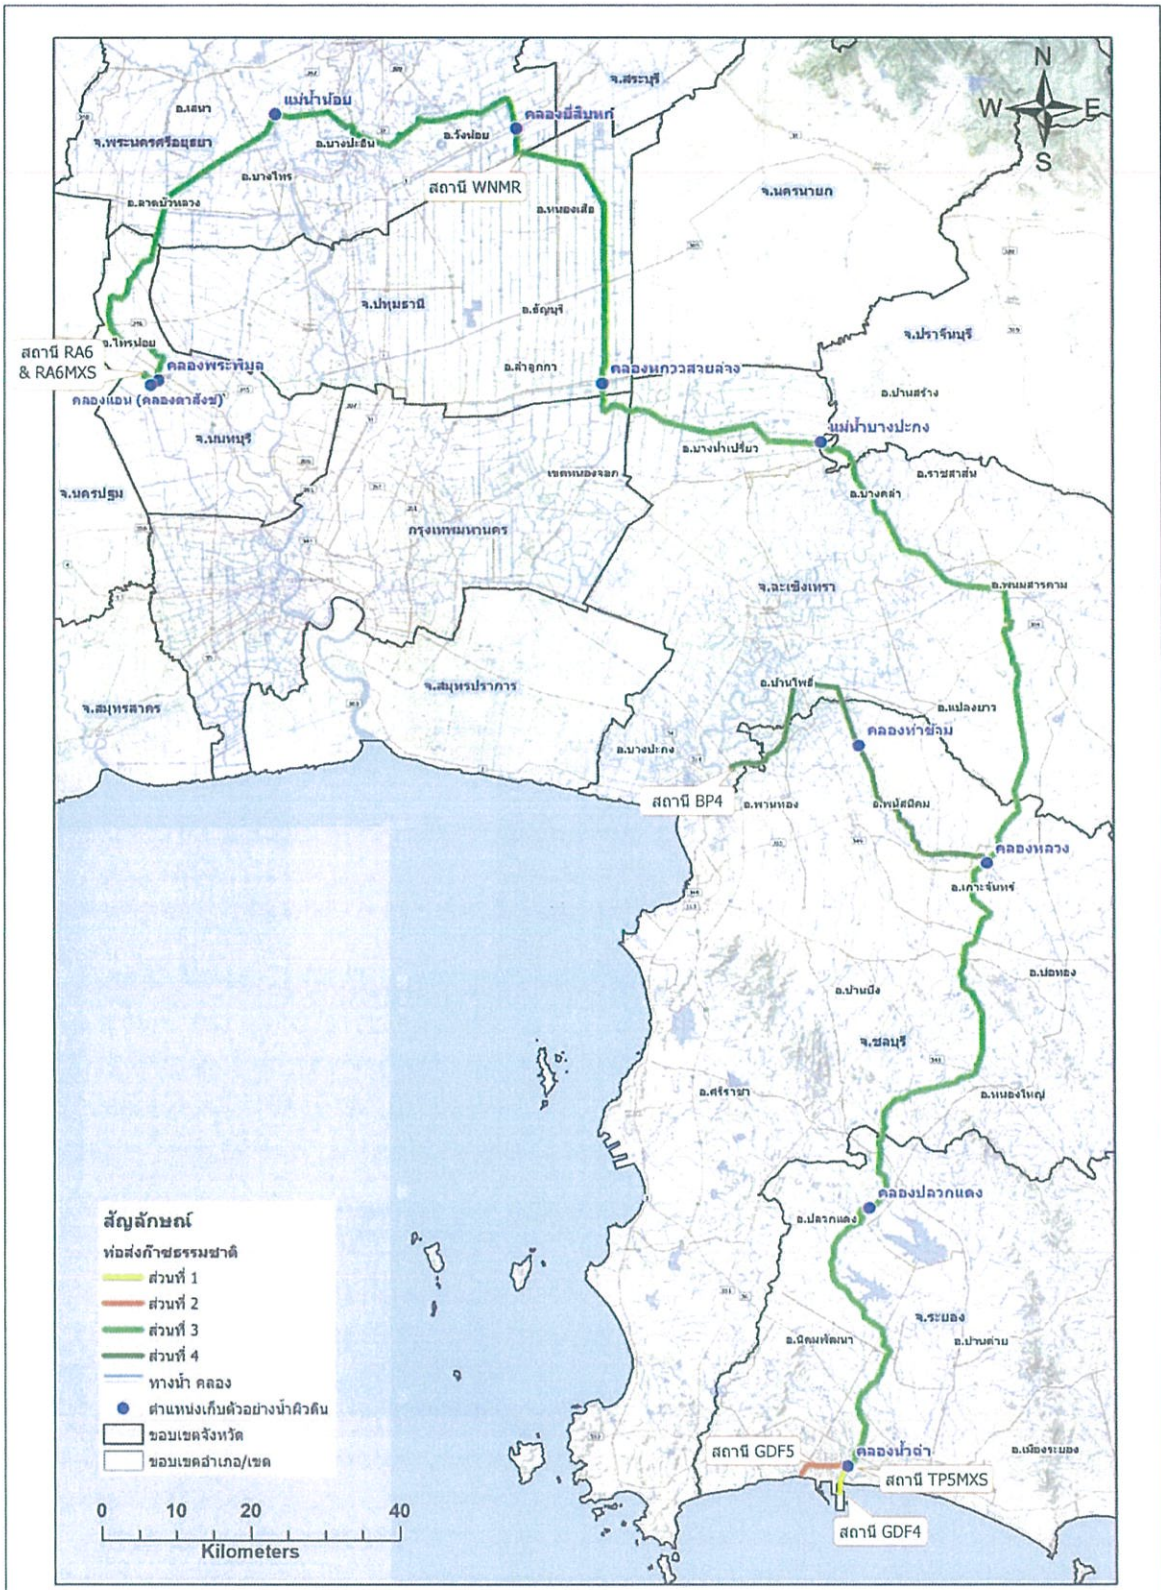 N
W E
S
จ.สระบุรี
อ.เสนา
แม่น้ำน้อย
คลองยี่สิบหก
จ.พระนครศรีอยุธยา
อ.บางปะอิน
อ.วังน้อย
อ.บางไทร
สถานี WNMR
จ.นครนายก
อ.ลาดบัวหลวง
อ.หนองเสือ
จ.ปทุมธานี
อ.ธัญบุรี
จ.ปราจีนบุรี
สถานี RA6
& RA6MXS
อ.ไทรน้อย
คลองพระพิมล
อ.ลำลูกกา
คลองหกวาสายล่าง
คลองแอน (คลองตาสังข์)
อ.บ้านสร้าง
แม่น้ำบางปะกง
จ.นนทบุรี
อ.บางน้ำเปรี้ยว
เขตหนองจอก
อ.ราชสาส์น
จ.นครปฐม
อ.บางคล้า
กรุงเทพมหานคร
จ.ฉะเชิงเทรา
อ.พนมสารคาม
จ.สมุทรปราการ
อ.บ้านโพธิ์
จ.สมุทรสาคร
อ.แปลงยาว
คลองท่าข้าม
อ.บางปะกง
สถานี BP4
อ.พานทอง
อ.พนัสนิคม
คลองหลวง
อ.เกาะจันทร์
อ.บ่อทอง
อ.บ้านบึง
จ.ชลบุรี
อ.ศรีราชา
อ.หนองใหญ่
คลองปลวกแดง
อ.ปลวกแดง
สัญลักษณ์
ท่อส่งก๊าซธรรมชาติ
ส่วนที่ 1
ส่วนที่ 2
ส่วนที่ 3
ส่วนที่ 4
ทางน้ำ คลอง
ตำแหน่งเก็บตัวอย่างน้ำผิวดิน
ขอบเขตจังหวัด
ขอบเขตอำเภอ/เขต
จ.ระยอง
อ.นิคมพัฒนา
อ.บ้านค่าย
สถานี GDF5
คลองน้ำดำ
อ.เมืองระยอง
สถานี TP5MXS
สถานี GDF4
0 10 20 40
Kilometers